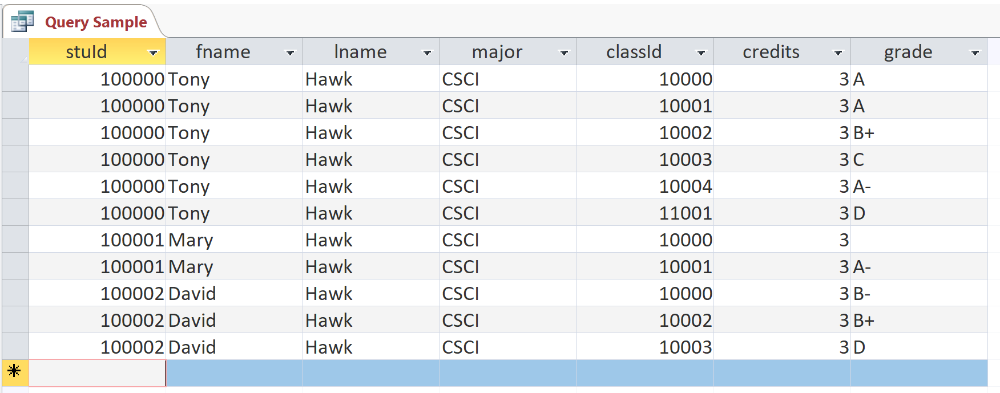 Query Sample
stuId fname lname major classId credits grade
100000 Tony Hawk CSCI 10000 3 A
100000 Tony Hawk CSCI 10001 3 A
100000 Tony Hawk CSCI 10002 3 B+
100000 Tony Hawk CSCI 10003 3 C
100000 Tony Hawk CSCI 10004 3 A-
100000 Tony Hawk CSCI 11001 3 D
100001 Mary Hawk CSCI 10000 3
100001 Mary Hawk CSCI 10001 3 A-
100002 David Hawk CSCI 10000 3 B-
100002 David Hawk CSCI 10002 3 B+
100002 David Hawk CSCI 10003 3 D